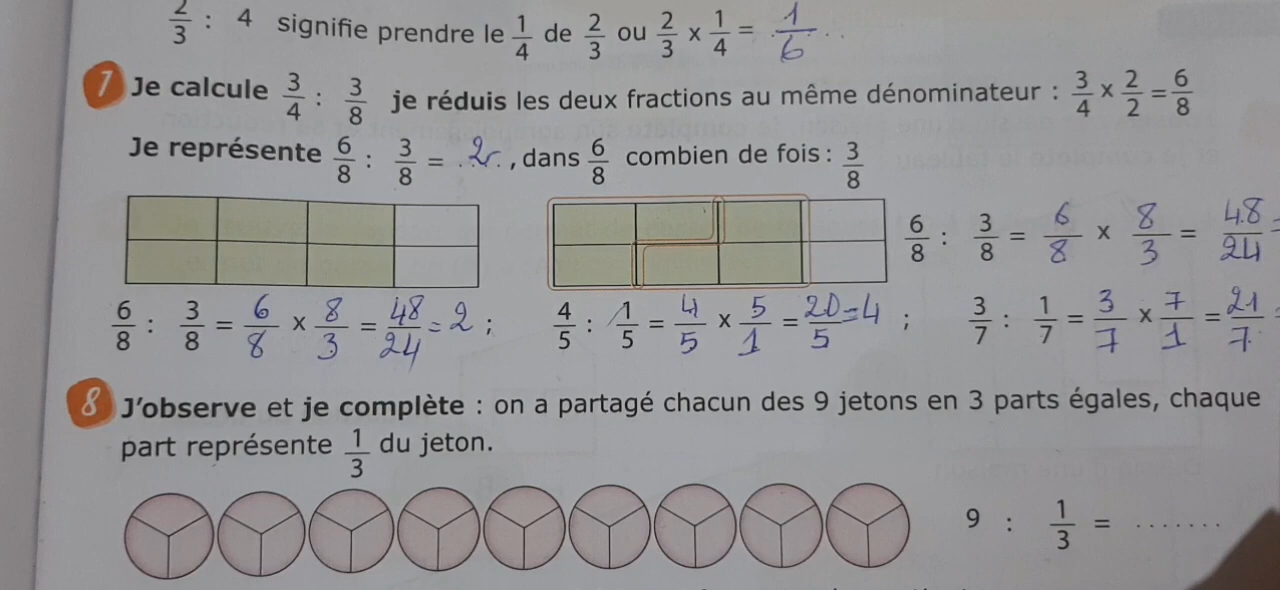 2/3 : 4 signifie prendre le 1/4 de 2/3 ou 2/3 x 1/4 = 1/6
7 Je calcule 3/4 : 3/8 je réduis les deux fractions au même dénominateur : 3/4 x 2/2 = 6/8
Je représente 6/8 : 3/8 = 2 , dans 6/8 combien de fois : 3/8
6/8 : 3/8 = 6/8 x 8/3 = 48/24 =
6/8 : 3/8 = 6/8 x 8/3 = 48/24 = 2 ; 4/5 : 1/5 = 4/5 x 5/1 = 20/5 = 4 ; 3/7 : 1/7 = 3/7 x 7/1 = 21/7 =
8 J'observe et je complète : on a partagé chacun des 9 jetons en 3 parts égales, chaque
part représente 1/3 du jeton.
9 : 1/3 = .......